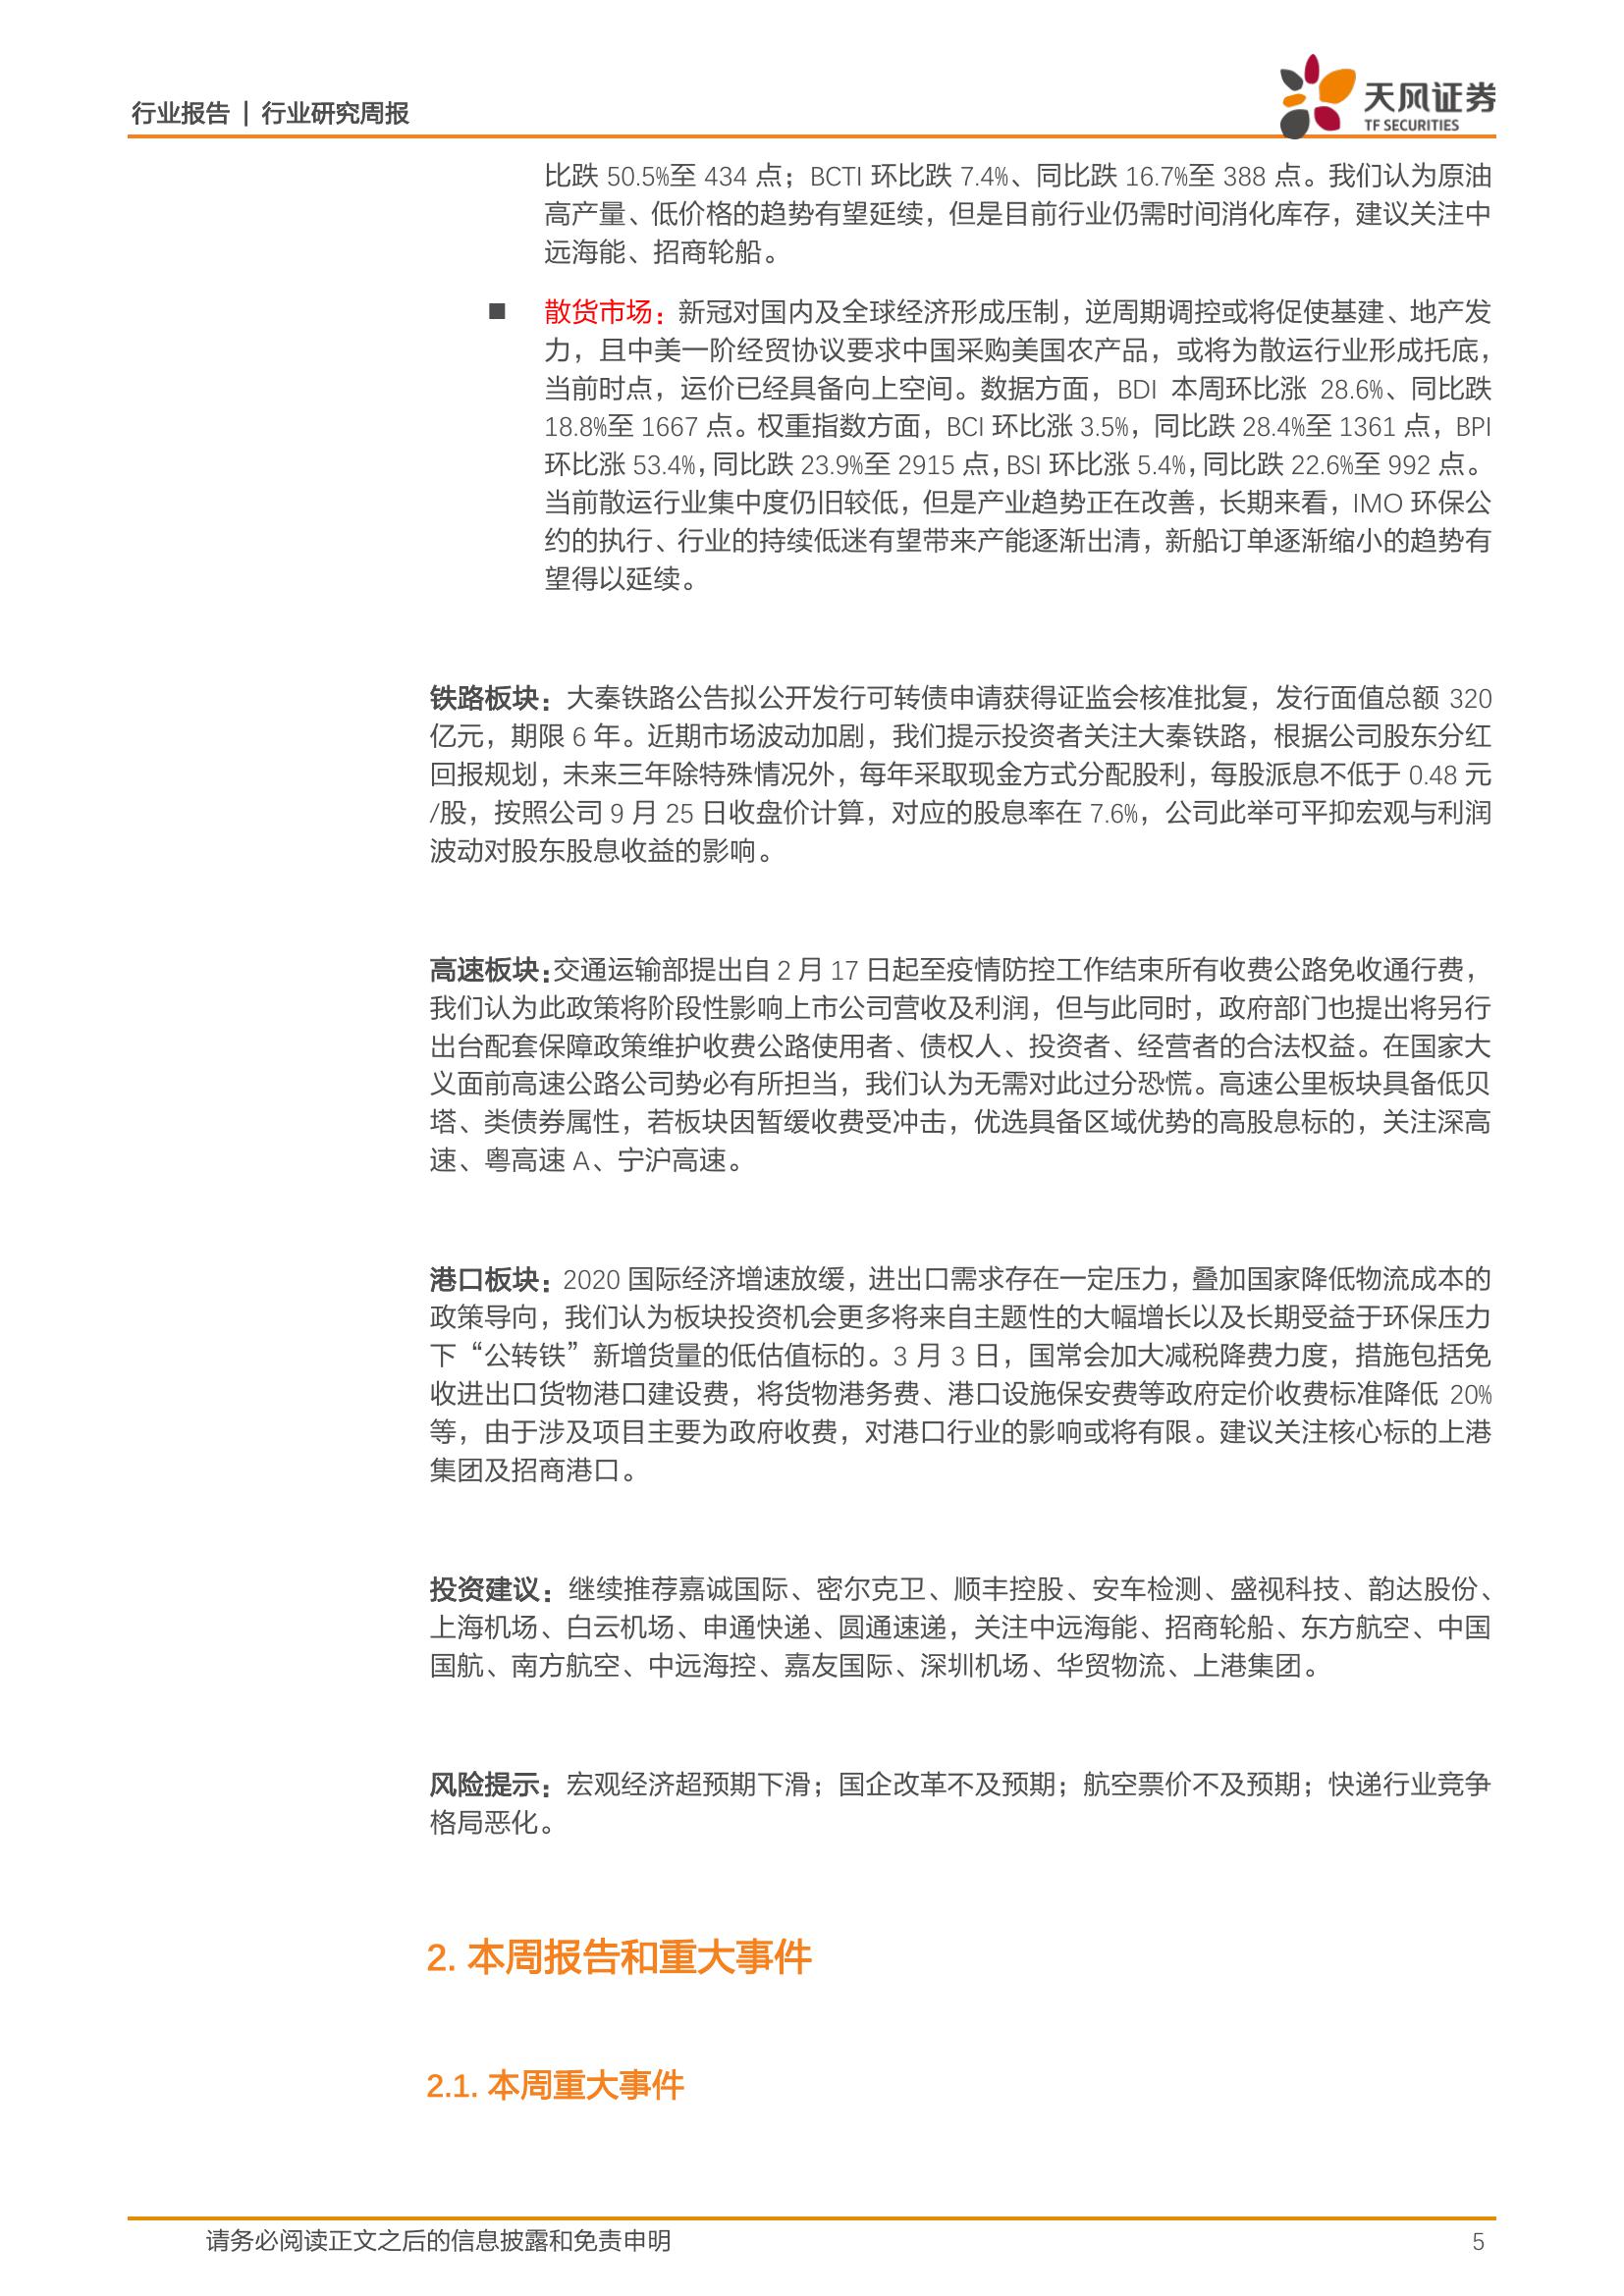 行业报告 | 行业研究周报
天风证券
TF SECURITIES
比跌 50.5%至 434 点；BCTI 环比跌 7.4%、同比跌 16.7%至 388 点。我们认为原油
高产量、低价格的趋势有望延续，但是目前行业仍需时间消化库存，建议关注中
远海能、招商轮船。
■ 散货市场：新冠对国内及全球经济形成压制，逆周期调控或将促使基建、地产发
力，且中美一阶经贸协议要求中国采购美国农产品，或将为散运行业形成托底，
当前时点，运价已经具备向上空间。数据方面，BDI 本周环比涨 28.6%、同比跌
18.8%至 1667 点。权重指数方面，BCI 环比涨 3.5%，同比跌 28.4%至 1361 点，BPI
环比涨 53.4%，同比跌 23.9%至 2915 点，BSI 环比涨 5.4%，同比跌 22.6%至 992 点。
当前散运行业集中度仍旧较低，但是产业趋势正在改善，长期来看，IMO 环保公
约的执行、行业的持续低迷有望带来产能逐渐出清，新船订单逐渐缩小的趋势有
望得以延续。
铁路板块：大秦铁路公告拟公开发行可转债申请获得证监会核准批复，发行面值总额 320
亿元，期限 6 年。近期市场波动加剧，我们提示投资者关注大秦铁路，根据公司股东分红
回报规划，未来三年除特殊情况外，每年采取现金方式分配股利，每股派息不低于 0.48 元
/股，按照公司 9 月 25 日收盘价计算，对应的股息率在 7.6%，公司此举可平抑宏观与利润
波动对股东股息收益的影响。
高速板块：交通运输部提出自 2 月 17 日起至疫情防控工作结束所有收费公路免收通行费，
我们认为此政策将阶段性影响上市公司营收及利润，但与此同时，政府部门也提出将另行
出台配套保障政策维护收费公路使用者、债权人、投资者、经营者的合法权益。在国家大
义面前高速公路公司势必有所担当，我们认为无需对此过分恐慌。高速公里板块具备低贝
塔、类债券属性，若板块因暂缓收费受冲击，优选具备区域优势的高股息标的，关注深高
速、粤高速 A、宁沪高速。
港口板块：2020 国际经济增速放缓，进出口需求存在一定压力，叠加国家降低物流成本的
政策导向，我们认为板块投资机会更多将来自主题性的大幅增长以及长期受益于环保压力
下“公转铁”新增货量的低估值标的。3 月 3 日，国常会加大减税降费力度，措施包括免
收进出口货物港口建设费，将货物港务费、港口设施保安费等政府定价收费标准降低 20%
等，由于涉及项目主要为政府收费，对港口行业的影响或将有限。建议关注核心标的上港
集团及招商港口。
投资建议：继续推荐嘉诚国际、密尔克卫、顺丰控股、安车检测、盛视科技、韵达股份、
上海机场、白云机场、申通快递、圆通速递，关注中远海能、招商轮船、东方航空、中国
国航、南方航空、中远海控、嘉友国际、深圳机场、华贸物流、上港集团。
风险提示：宏观经济超预期下滑；国企改革不及预期；航空票价不及预期；快递行业竞争
格局恶化。
2. 本周报告和重大事件
2.1. 本周重大事件
请务必阅读正文之后的信息披露和免责申明 5